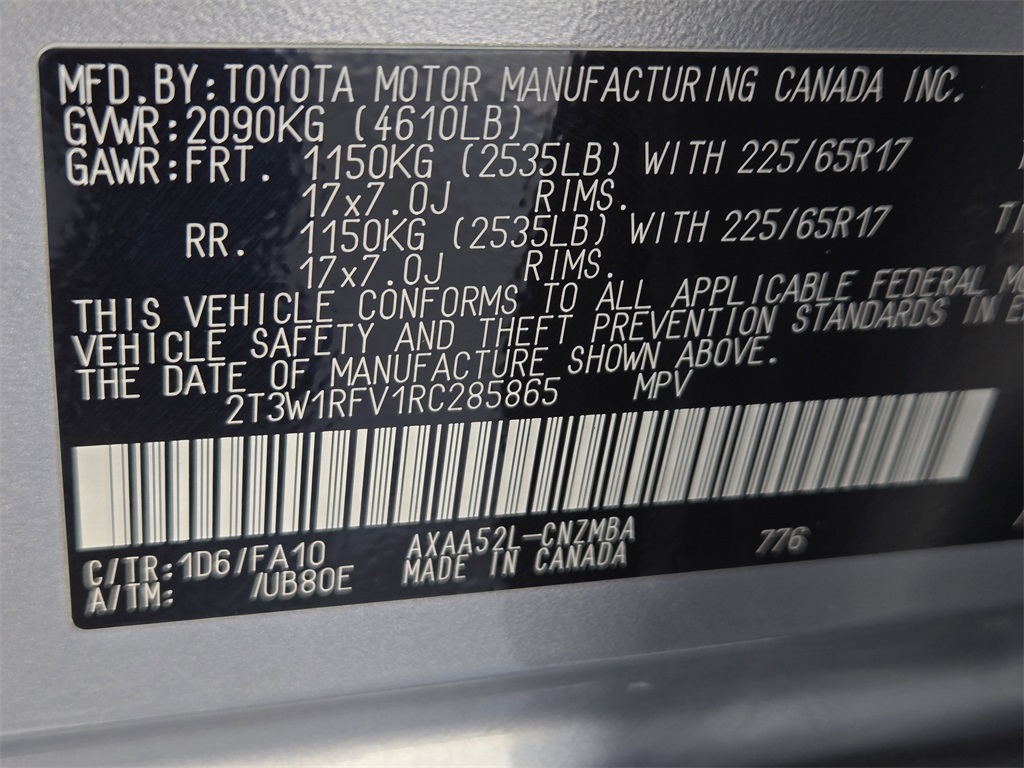 MFD.BY:TOYOTA MOTOR MANUFACTURING CANADA INC.
GVWR:2090KG (4610LB)
GAWR:FRT. 1150KG (2535LB) WITH 225/65R17
17x7.0J RIMS.
RR. 1150KG (2535LB) WITH 225/65R17
17x7.0J RIMS.
THIS VEHICLE CONFORMS TO ALL APPLICABLE FEDERAL
VEHICLE SAFETY AND THEFT PREVENTION STANDARDS IN
THE DATE OF MANUFACTURE SHOWN ABOVE.
2T3W1RFV1RC285865 MPV
C/TR:1D6/FA10 AXAA52L-CNZMBA 776
A/TM: /UB80E MADE IN CANADA